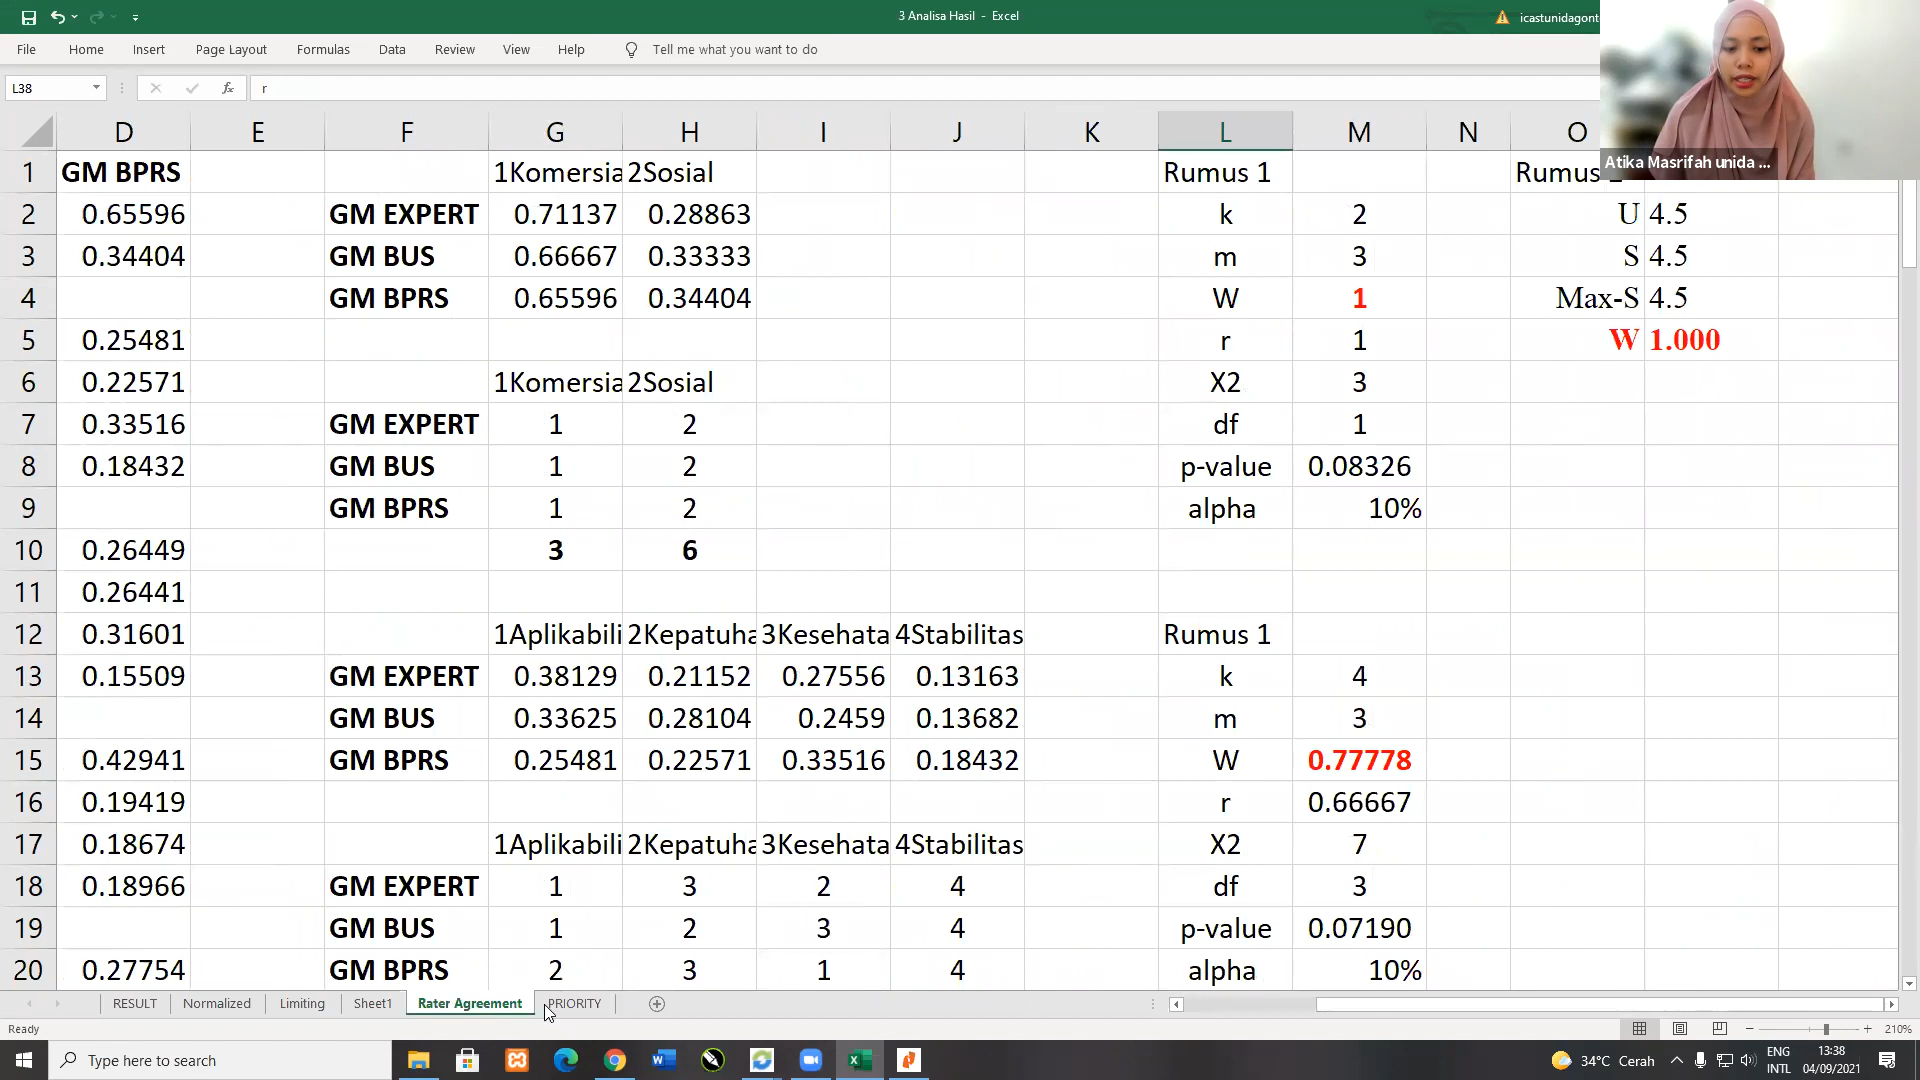 3 Analisa Hasil - Excel
icastunidagont
File Home Insert Page Layout Formulas Data Review View Help Tell me what you want to do
L38 fx r
D E F G H I J K L M N O
Atika Masrifah unida ...
1 GM BPRS 1Komersia 2Sosial Rumus 1 Rumus
2 0.65596 GM EXPERT 0.71137 0.28863 k 2 U 4.5
3 0.34404 GM BUS 0.66667 0.33333 m 3 S 4.5
4 GM BPRS 0.65596 0.34404 W 1 Max-S 4.5
5 0.25481 r 1 W 1.000
6 0.22571 1Komersia 2Sosial X2 3
7 0.33516 GM EXPERT 1 2 df 1
8 0.18432 GM BUS 1 2 p-value 0.08326
9 GM BPRS 1 2 alpha 10%
10 0.26449 3 6
11 0.26441
12 0.31601 1Aplikabili 2Kepatuha 3Kesehata 4Stabilitas Rumus 1
13 0.15509 GM EXPERT 0.38129 0.21152 0.27556 0.13163 k 4
14 GM BUS 0.33625 0.28104 0.2459 0.13682 m 3
15 0.42941 GM BPRS 0.25481 0.22571 0.33516 0.18432 W 0.77778
16 0.19419 r 0.66667
17 0.18674 1Aplikabili 2Kepatuha 3Kesehata 4Stabilitas X2 7
18 0.18966 GM EXPERT 1 3 2 4 df 3
19 GM BUS 1 2 3 4 p-value 0.07190
20 0.27754 GM BPRS 2 3 1 4 alpha 10%
RESULT Normalized Limiting Sheet1 Rater Agreement PRIORITY
Ready 210%
Type here to search 34°C Cerah ENG INTL 13:38 04/09/2021